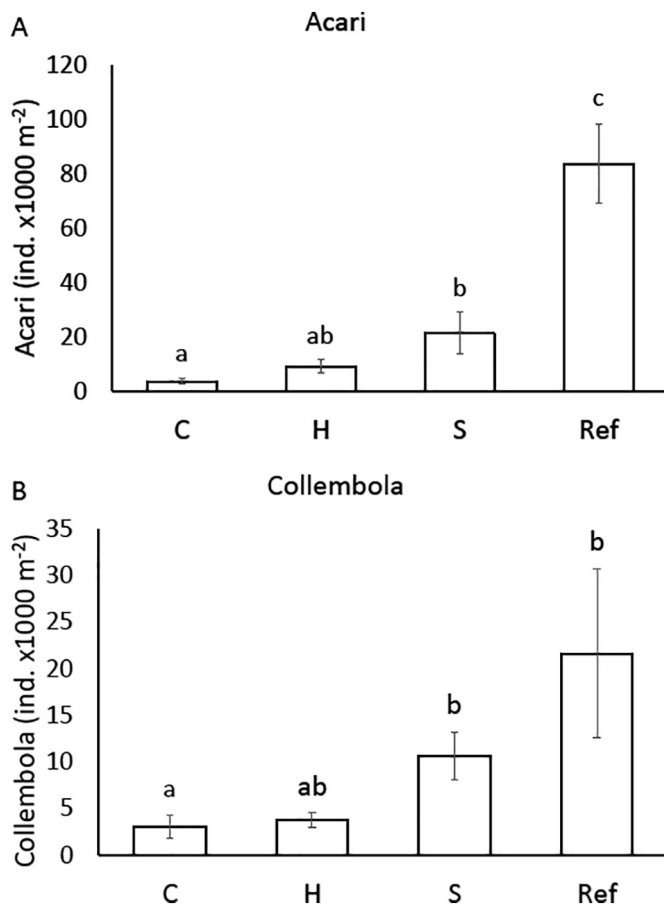 A
Acari
Acari (ind. x1000 m⁻²)
120
100
80
60
40
20
0
a
ab
b
c
C H S Ref
B
Collembola
Collembola (ind. x1000 m⁻²)
35
30
25
20
15
10
5
0
a
ab
b
b
C H S Ref